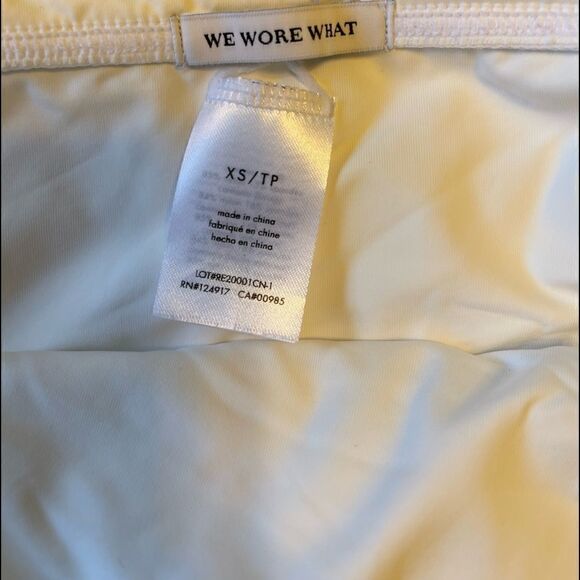 WE WORE WHAT
XS/TP
made in china
fabriqué en chine
hecho en china
LOT#RE20001CN-1
RN#124917 CA#00985